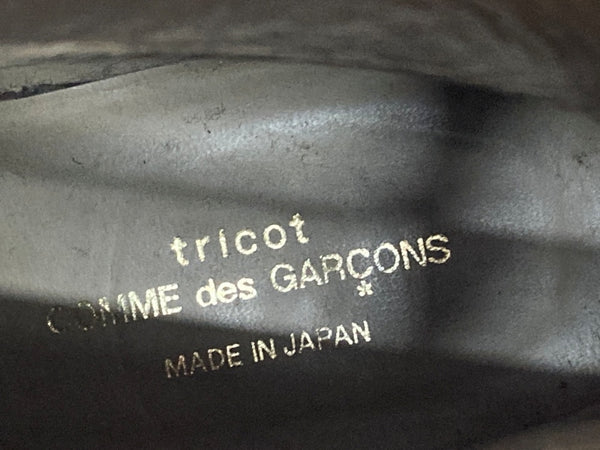 tricot
COMME des GARÇONS
*
MADE IN JAPAN